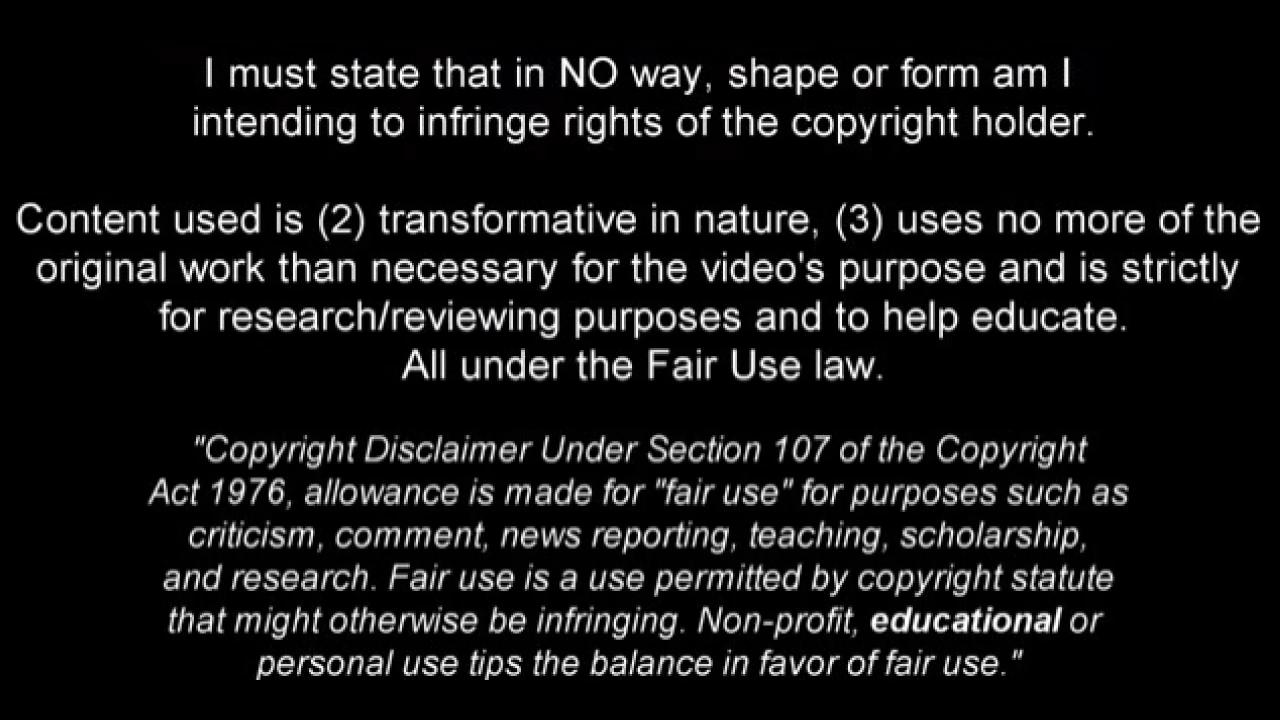 I must state that in NO way, shape or form am I
intending to infringe rights of the copyright holder.
Content used is (2) transformative in nature, (3) uses no more of the
original work than necessary for the video's purpose and is strictly
for research/reviewing purposes and to help educate.
All under the Fair Use law.
"Copyright Disclaimer Under Section 107 of the Copyright
Act 1976, allowance is made for "fair use" for purposes such as
criticism, comment, news reporting, teaching, scholarship,
and research. Fair use is a use permitted by copyright statute
that might otherwise be infringing. Non-profit, educational or
personal use tips the balance in favor of fair use."